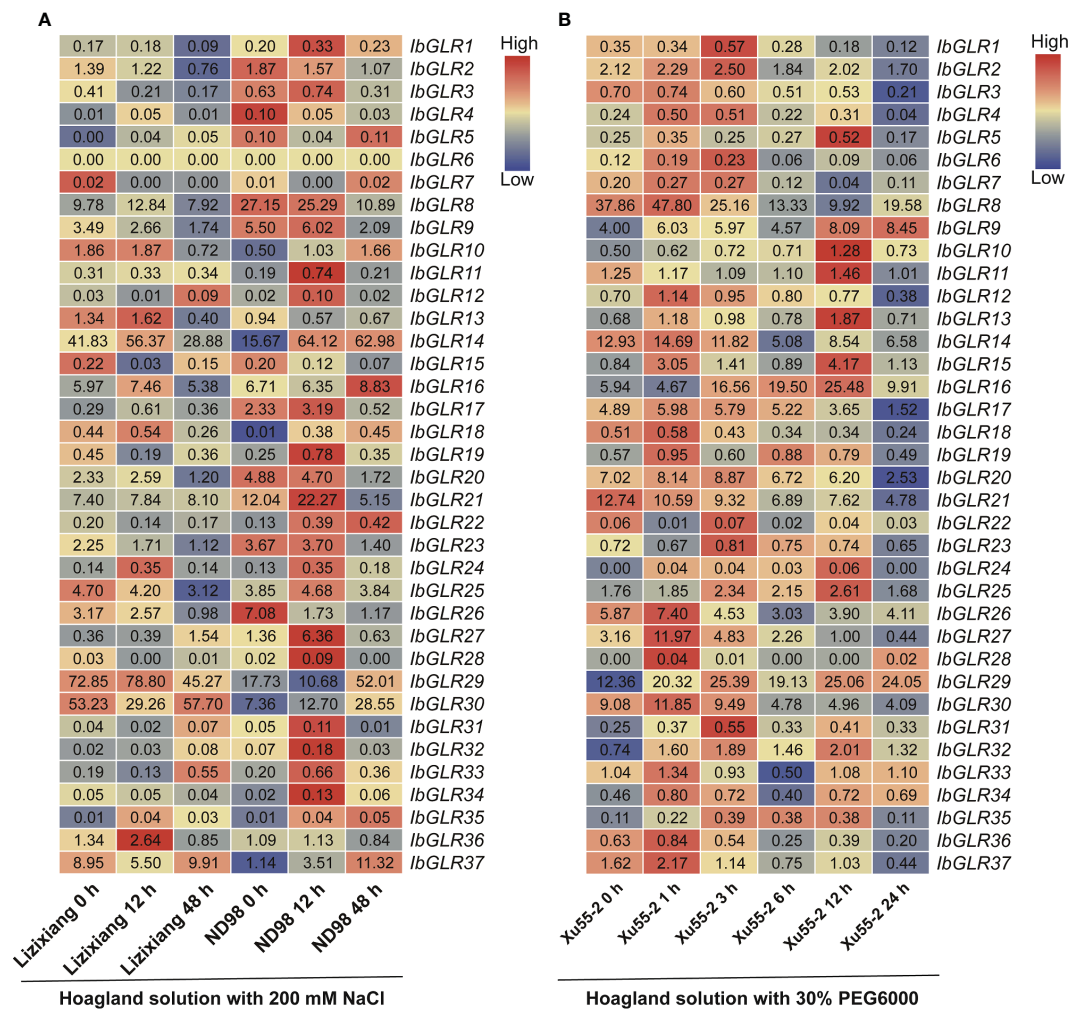 A B
0.17 0.18 0.09 0.20 0.33 0.23 IbGLR1 High 0.35 0.34 0.57 0.28 0.18 0.12 IbGLR1 High
1.39 1.22 0.76 1.87 1.57 1.07 IbGLR2 2.12 2.29 2.50 1.84 2.02 1.70 IbGLR2
0.41 0.21 0.17 0.63 0.74 0.31 IbGLR3 0.70 0.74 0.60 0.51 0.53 0.21 IbGLR3
0.01 0.05 0.01 0.10 0.05 0.03 IbGLR4 0.24 0.50 0.51 0.22 0.31 0.04 IbGLR4
0.00 0.04 0.05 0.10 0.04 0.11 IbGLR5 0.25 0.35 0.25 0.27 0.52 0.17 IbGLR5
0.00 0.00 0.00 0.00 0.00 0.00 IbGLR6 0.12 0.19 0.23 0.06 0.09 0.06 IbGLR6
0.02 0.00 0.00 0.01 0.00 0.02 IbGLR7 Low 0.20 0.27 0.27 0.12 0.04 0.11 IbGLR7 Low
9.78 12.84 7.92 27.15 25.29 10.89 IbGLR8 37.86 47.80 25.16 13.33 9.92 19.58 IbGLR8
3.49 2.66 1.74 5.50 6.02 2.09 IbGLR9 4.00 6.03 5.97 4.57 8.09 8.45 IbGLR9
1.86 1.87 0.72 0.50 1.03 1.66 IbGLR10 0.50 0.62 0.72 0.71 1.28 0.73 IbGLR10
0.31 0.33 0.34 0.19 0.74 0.21 IbGLR11 1.25 1.17 1.09 1.10 1.46 1.01 IbGLR11
0.03 0.01 0.09 0.02 0.10 0.02 IbGLR12 0.70 1.14 0.95 0.80 0.77 0.38 IbGLR12
1.34 1.62 0.40 0.94 0.57 0.67 IbGLR13 0.68 1.18 0.98 0.78 1.87 0.71 IbGLR13
41.83 56.37 28.88 15.67 64.12 62.98 IbGLR14 12.93 14.69 11.82 5.08 8.54 6.58 IbGLR14
0.22 0.03 0.15 0.20 0.12 0.07 IbGLR15 0.84 3.05 1.41 0.89 4.17 1.13 IbGLR15
5.97 7.46 5.38 6.71 6.35 8.83 IbGLR16 5.94 4.67 16.56 19.50 25.48 9.91 IbGLR16
0.29 0.61 0.36 2.33 3.19 0.52 IbGLR17 4.89 5.98 5.79 5.22 3.65 1.52 IbGLR17
0.44 0.54 0.26 0.01 0.38 0.45 IbGLR18 0.51 0.58 0.43 0.34 0.34 0.24 IbGLR18
0.45 0.19 0.36 0.25 0.78 0.35 IbGLR19 0.57 0.95 0.60 0.88 0.79 0.49 IbGLR19
2.33 2.59 1.20 4.88 4.70 1.72 IbGLR20 7.02 8.14 8.87 6.72 6.20 2.53 IbGLR20
7.40 7.84 8.10 12.04 22.27 5.15 IbGLR21 12.74 10.59 9.32 6.89 7.62 4.78 IbGLR21
0.20 0.14 0.17 0.13 0.39 0.42 IbGLR22 0.06 0.01 0.07 0.02 0.04 0.03 IbGLR22
2.25 1.71 1.12 3.67 3.70 1.40 IbGLR23 0.72 0.67 0.81 0.75 0.74 0.65 IbGLR23
0.14 0.35 0.14 0.13 0.35 0.18 IbGLR24 0.00 0.04 0.04 0.03 0.06 0.00 IbGLR24
4.70 4.20 3.12 3.85 4.68 3.84 IbGLR25 1.76 1.85 2.34 2.15 2.61 1.68 IbGLR25
3.17 2.57 0.98 7.08 1.73 1.17 IbGLR26 5.87 7.40 4.53 3.03 3.90 4.11 IbGLR26
0.36 0.39 1.54 1.36 6.36 0.63 IbGLR27 3.16 11.97 4.83 2.26 1.00 0.44 IbGLR27
0.03 0.00 0.01 0.02 0.09 0.00 IbGLR28 0.00 0.04 0.01 0.00 0.00 0.02 IbGLR28
72.85 78.80 45.27 17.73 10.68 52.01 IbGLR29 12.36 20.32 25.39 19.13 25.06 24.05 IbGLR29
53.23 29.26 57.70 7.36 12.70 28.55 IbGLR30 9.08 11.85 9.49 4.78 4.96 4.09 IbGLR30
0.04 0.02 0.07 0.05 0.11 0.01 IbGLR31 0.25 0.37 0.55 0.33 0.41 0.33 IbGLR31
0.02 0.03 0.08 0.07 0.18 0.03 IbGLR32 0.74 1.60 1.89 1.46 2.01 1.32 IbGLR32
0.19 0.13 0.55 0.20 0.66 0.36 IbGLR33 1.04 1.34 0.93 0.50 1.08 1.10 IbGLR33
0.05 0.05 0.04 0.02 0.13 0.06 IbGLR34 0.46 0.80 0.72 0.40 0.72 0.69 IbGLR34
0.01 0.04 0.03 0.01 0.04 0.05 IbGLR35 0.11 0.22 0.39 0.38 0.38 0.11 IbGLR35
1.34 2.64 0.85 1.09 1.13 0.84 IbGLR36 0.63 0.84 0.54 0.25 0.39 0.20 IbGLR36
8.95 5.50 9.91 1.14 3.51 11.32 IbGLR37 1.62 2.17 1.14 0.75 1.03 0.44 IbGLR37
Lizixiang 0 h Lizixiang 12 h Lizixiang 48 h ND98 0 h ND98 12 h ND98 48 h Xu55-2 0 h Xu55-2 1 h Xu55-2 3 h Xu55-2 6 h Xu55-2 12 h Xu55-2 24 h
Hoagland solution with 200 mM NaCl Hoagland solution with 30% PEG6000